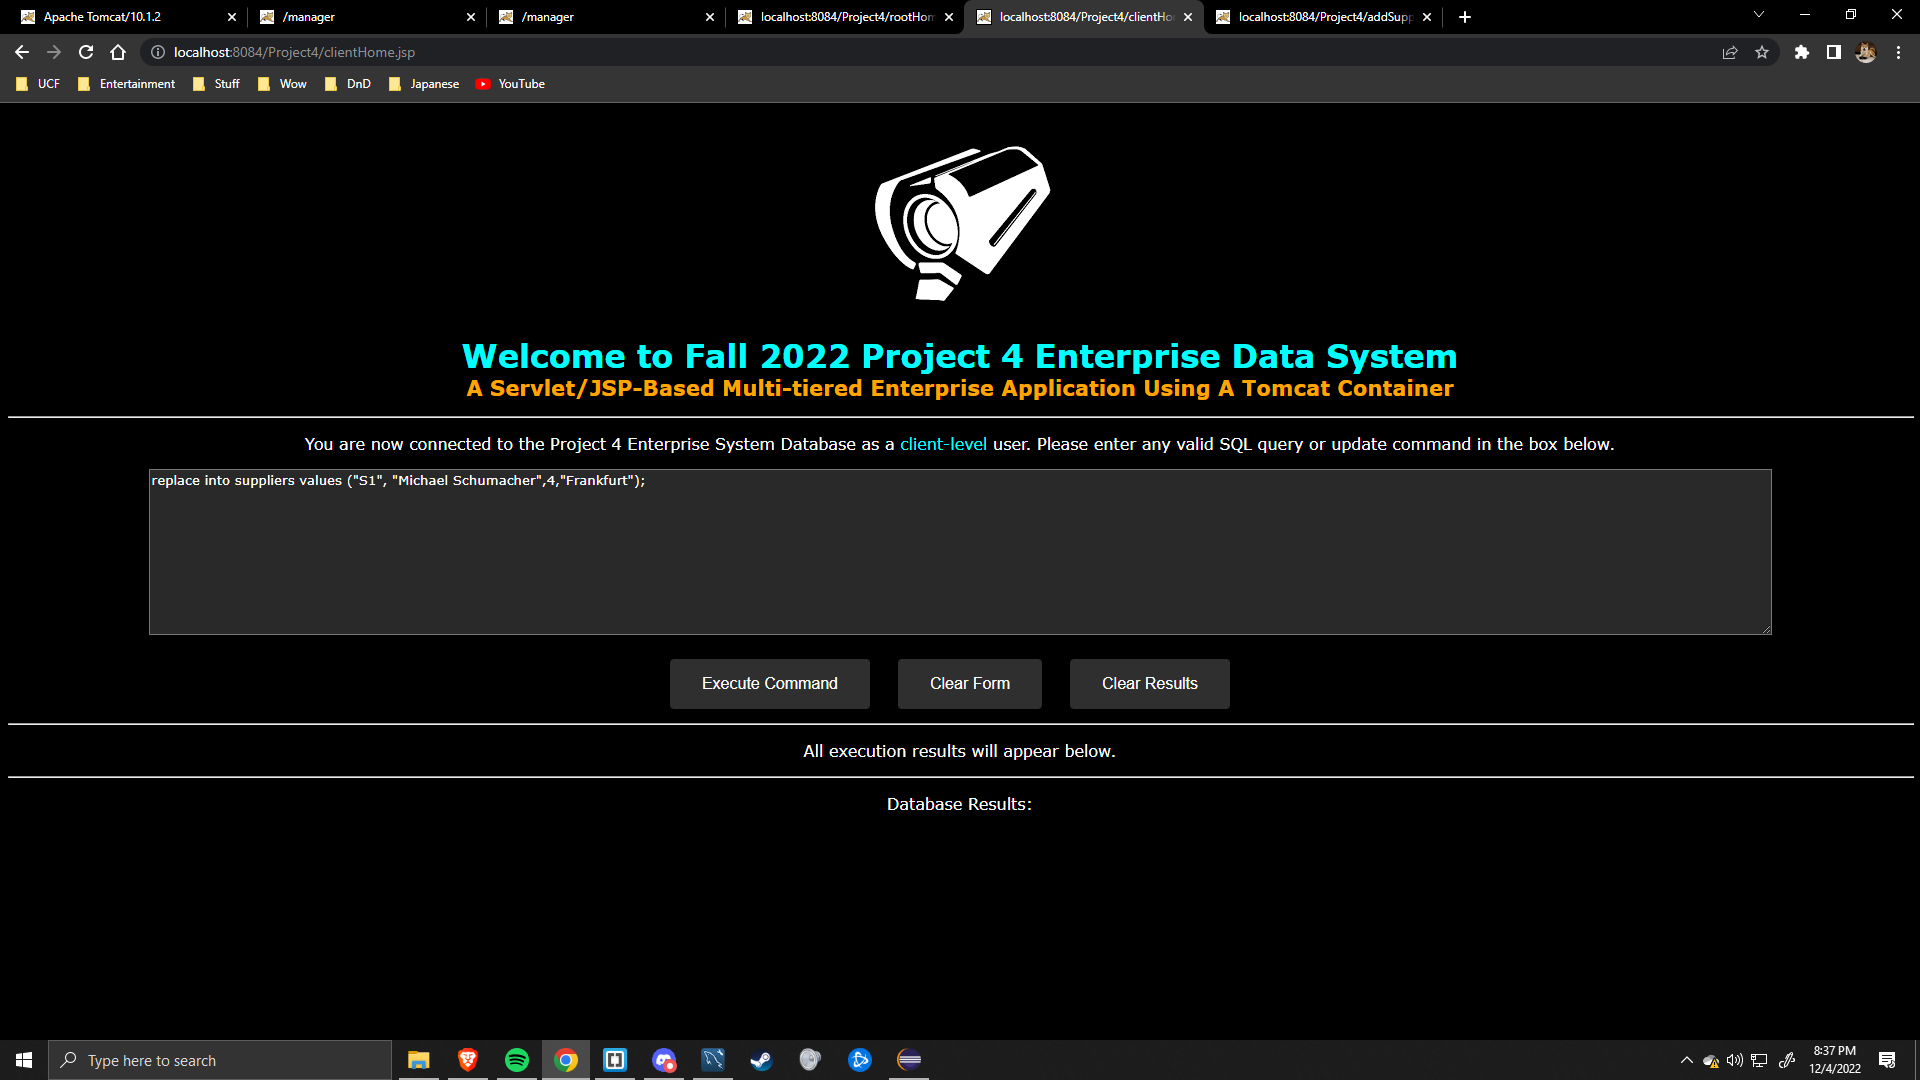 Apache Tomcat/10.1.2
/manager
/manager
localhost:8084/Project4/rootHom
localhost:8084/Project4/clientHo
localhost:8084/Project4/addSupp
localhost:8084/Project4/clientHome.jsp
UCF
Entertainment
Stuff
Wow
DnD
Japanese
YouTube
Welcome to Fall 2022 Project 4 Enterprise Data System
A Servlet/JSP-Based Multi-tiered Enterprise Application Using A Tomcat Container
You are now connected to the Project 4 Enterprise System Database as a client-level user. Please enter any valid SQL query or update command in the box below.
replace into suppliers values ("S1", "Michael Schumacher",4,"Frankfurt");
Execute Command
Clear Form
Clear Results
All execution results will appear below.
Database Results:
Type here to search
8:37 PM
12/4/2022